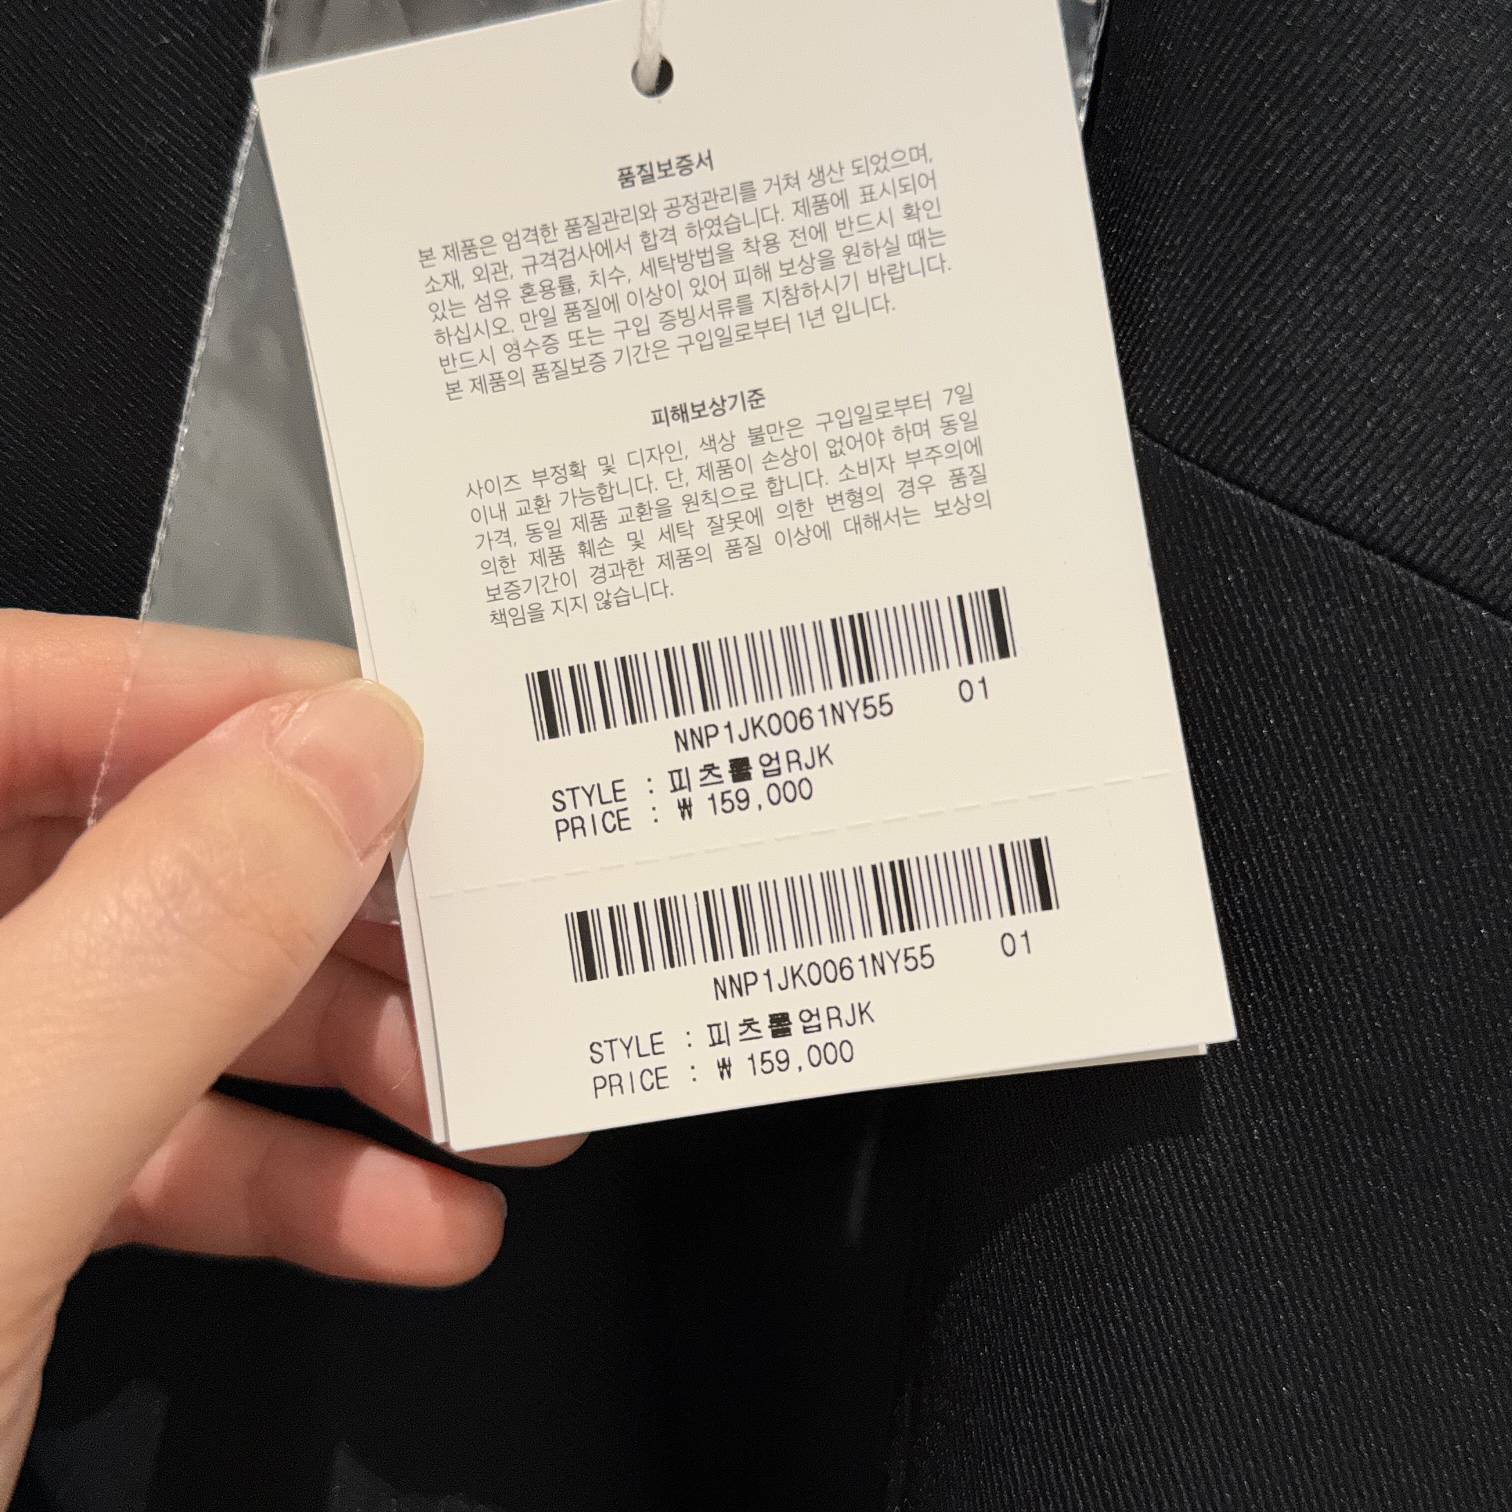 품질보증서
본 제품은 엄격한 품질관리와 공정관리를 거쳐 생산 되었으며,
소재, 외관, 규격검사에서 합격 하였습니다. 제품에 표시되어
있는 섬유 혼용률, 치수, 세탁방법을 착용 전에 반드시 확인
하십시오. 만일 품질에 이상이 있어 피해 보상을 원하실 때는
반드시 영수증 또는 구입 증빙서류를 지참하시기 바랍니다.
본 제품의 품질보증 기간은 구입일로부터 1년 입니다.
피해보상기준
사이즈 부정확 및 디자인, 색상 불만은 구입일로부터 7일
이내 교환 가능합니다. 단, 제품이 손상이 없어야 하며 동일
가격, 동일 제품 교환을 원칙으로 합니다. 소비자 부주의에
의한 제품 훼손 및 세탁 잘못에 의한 변형의 경우 품질
보증기간이 경과한 제품의 품질 이상에 대해서는 보상의
책임을 지지 않습니다.
NNP1JK0061NY55 01
STYLE : 피츠롤업RJK
PRICE : ₩ 159,000
NNP1JK0061NY55 01
STYLE : 피츠롤업RJK
PRICE : ₩ 159,000